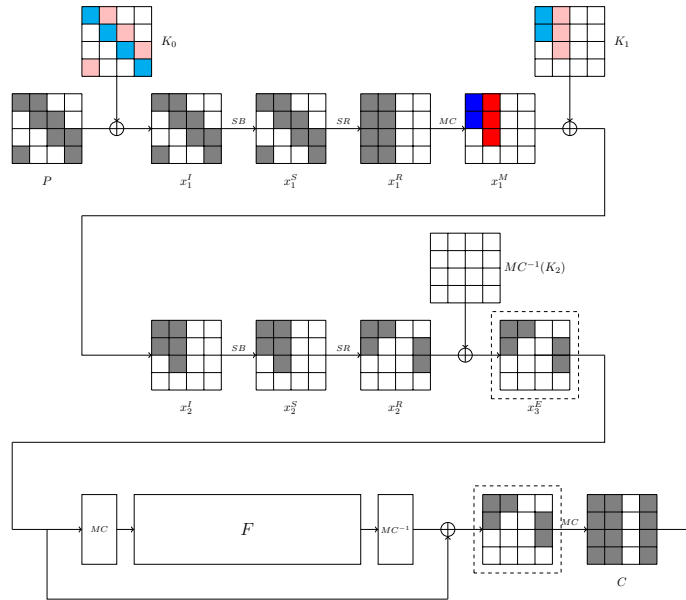 K_0
K_1
SB
SR
MC
P
x_1^I
x_1^S
x_1^R
x_1^M
MC^{-1}(K_2)
SB
SR
x_2^I
x_2^S
x_2^R
x_3^E
MC
F
MC^{-1}
MC
C